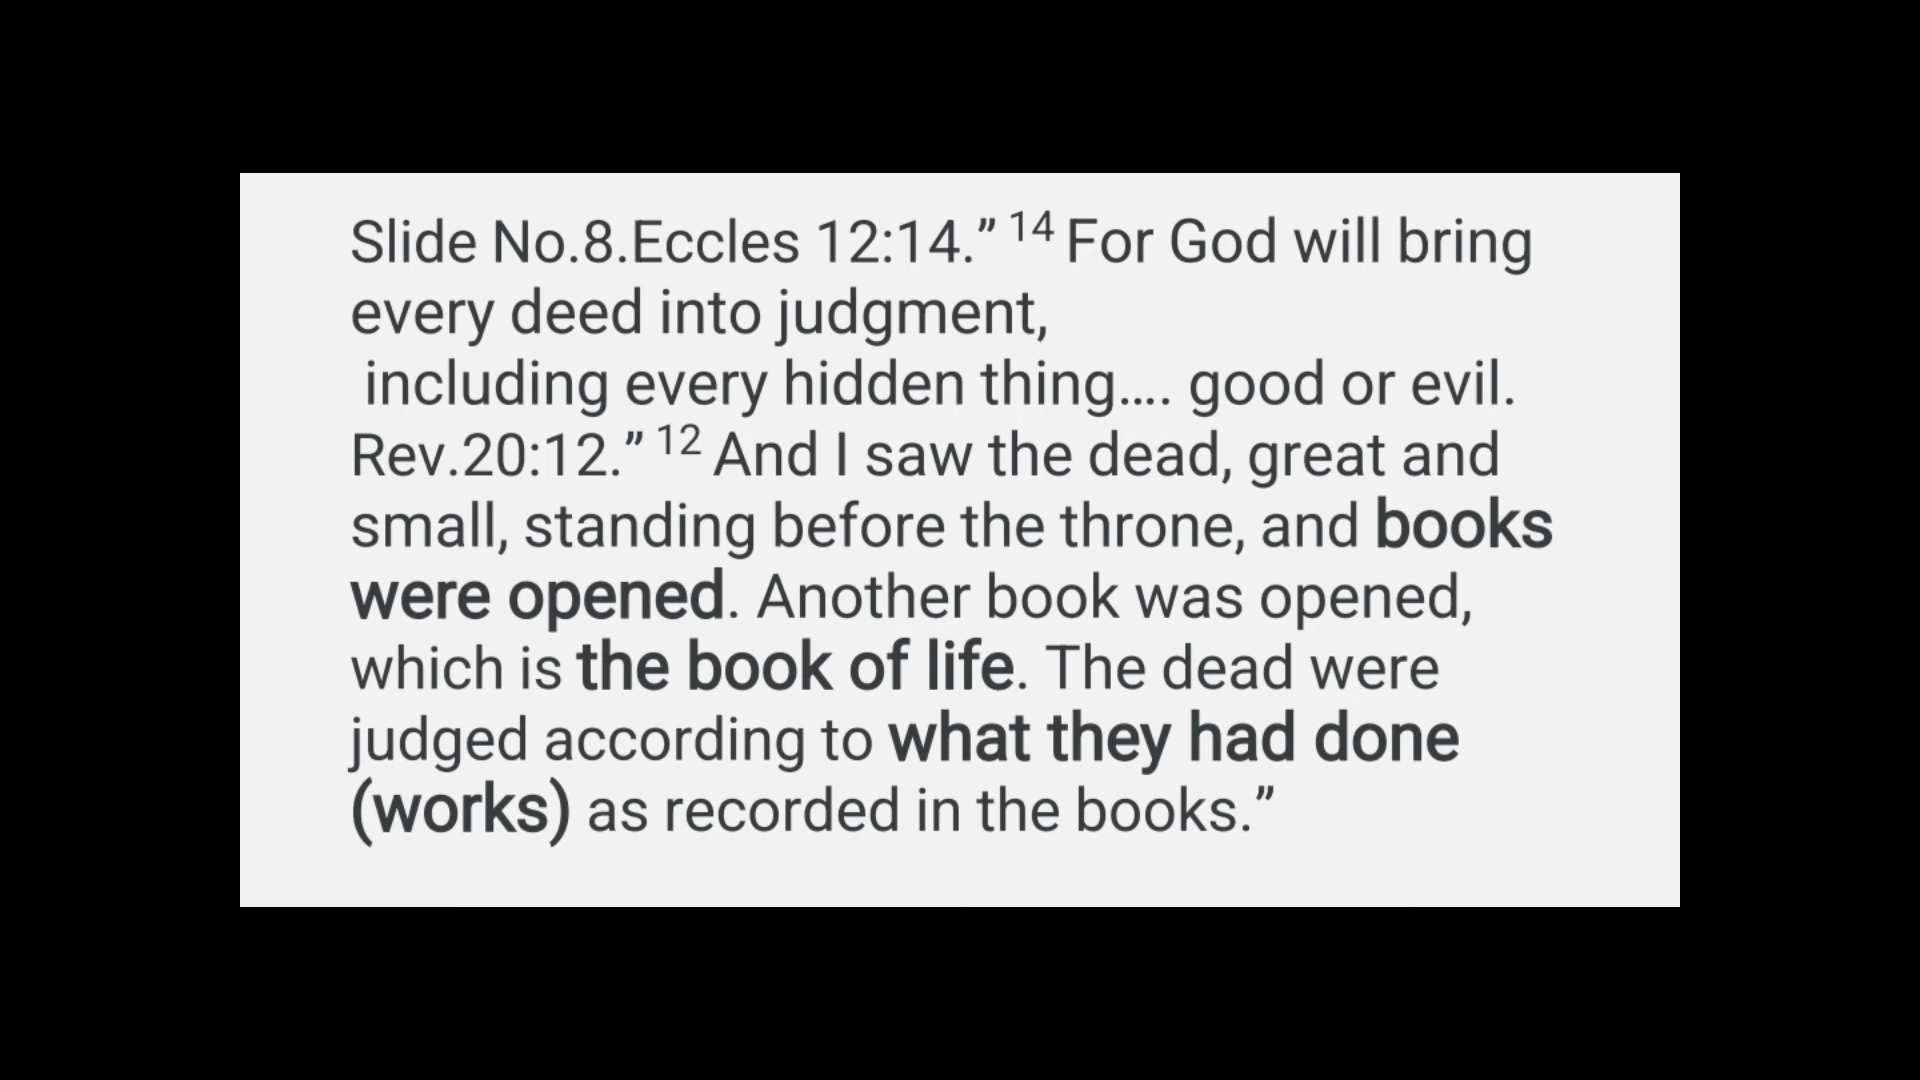 Slide No.8.Eccles 12:14.” 14 For God will bring
every deed into judgment,
including every hidden thing…. good or evil.
Rev.20:12.” 12 And I saw the dead, great and
small, standing before the throne, and books
were opened. Another book was opened,
which is the book of life. The dead were
judged according to what they had done
(works) as recorded in the books.”